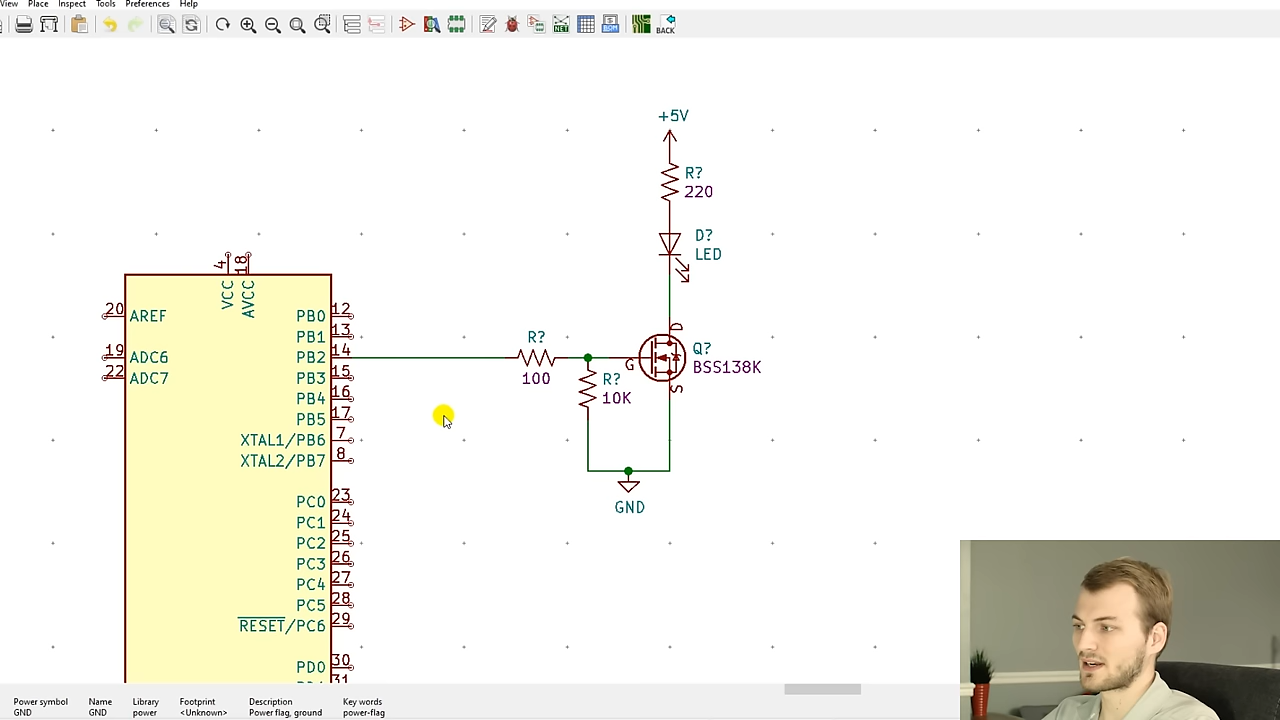 View Place Inspect Tools Preferences Help
BACK
+5V
R?
220
D?
LED
4
18
VCC
AVCC
20
AREF
PB0
12
PB1
13
19
ADC6
PB2
14
22
ADC7
PB3
15
PB4
16
PB5
17
XTAL1/PB6
7
XTAL2/PB7
8
PC0
23
PC1
24
PC2
25
PC3
26
PC4
27
PC5
28
RESET/PC6
29
PD0
30
31
R?
100
R?
10K
G
D
S
Q?
BSS138K
GND
Power symbol Name Library Footprint Description Key words
GND GND power <Unknown> Power flag, ground power-flag